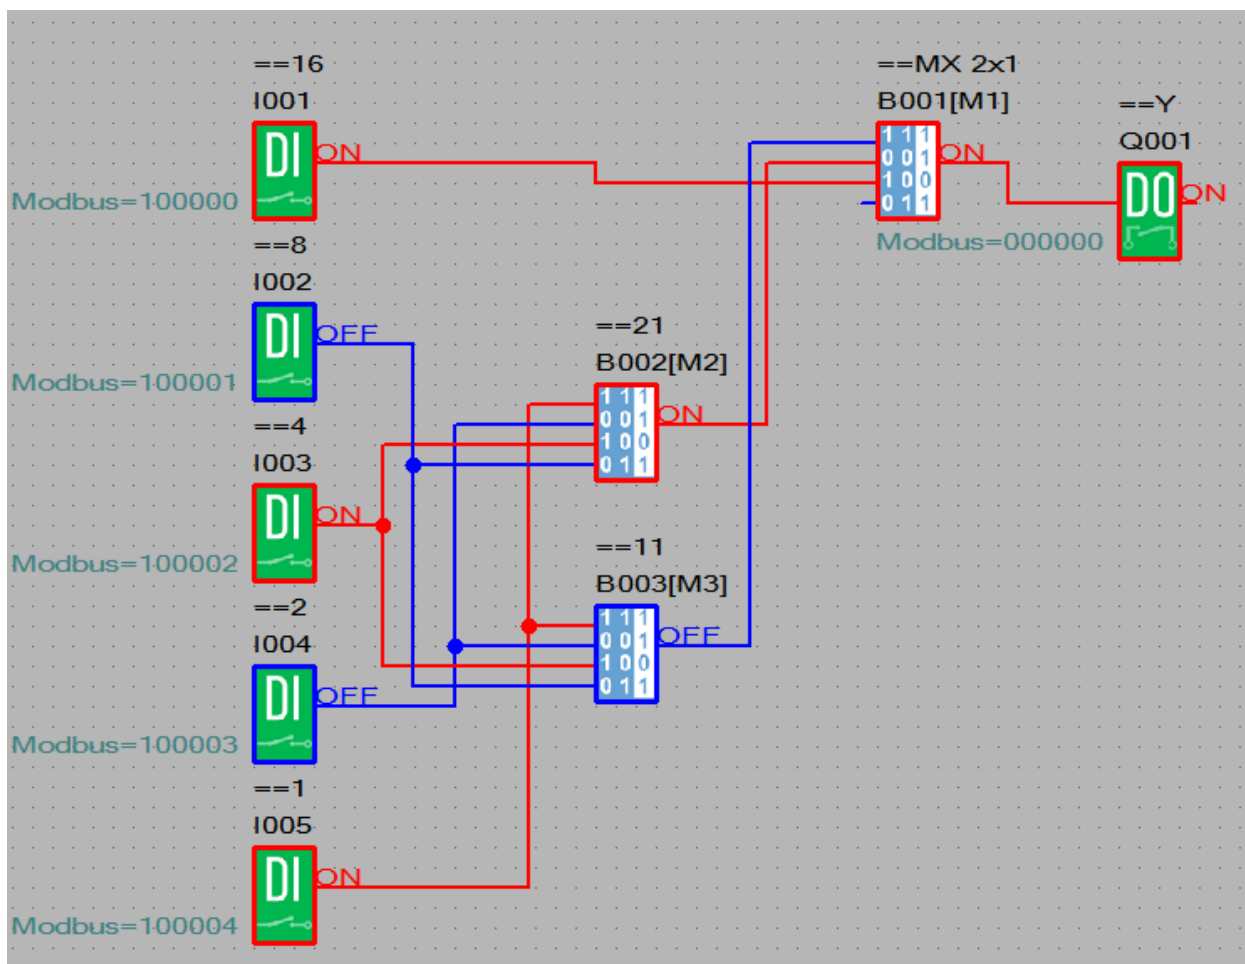 ==16
I001
DI
ON
Modbus=100000
==8
I002
DI
OFF
Modbus=100001
==4
I003
DI
ON
Modbus=100002
==2
I004
DI
OFF
Modbus=100003
==1
I005
DI
ON
Modbus=100004
==21
B002[M2]
1 1 1
0 0 1
1 0 0
0 1 1
ON
==11
B003[M3]
1 1 1
0 0 1
1 0 0
0 1 1
OFF
==MX 2x1
B001[M1]
1 1 1
0 0 1
1 0 0
0 1 1
ON
Modbus=000000
==Y
Q001
DO
ON